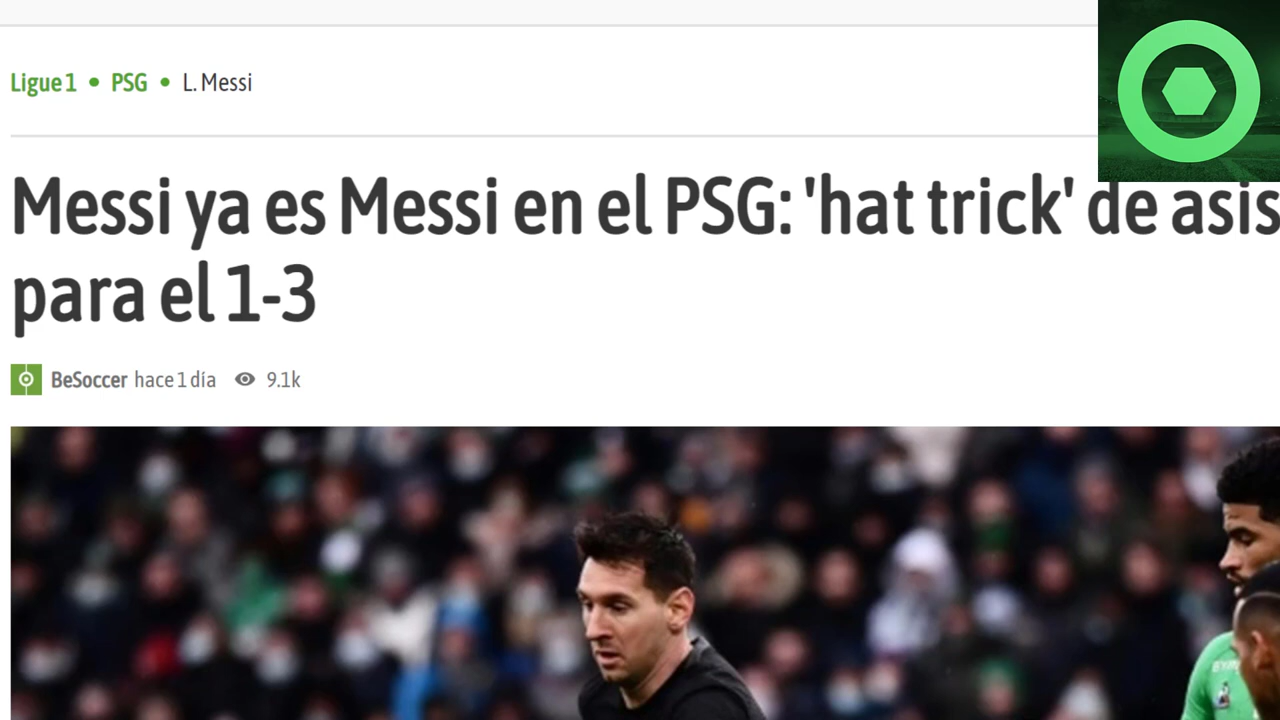 Ligue 1 • PSG • L. Messi
Messi ya es Messi en el PSG: 'hat trick' de asis
para el 1-3
BeSoccer hace 1 día 9.1k